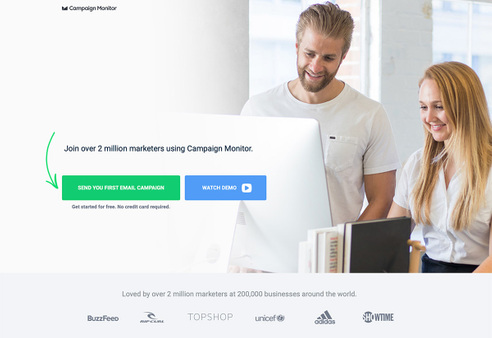 Campaign Monitor
Join over 2 million marketers using Campaign Monitor.
SEND YOU FIRST EMAIL CAMPAIGN
WATCH DEMO
Get started for free. No credit card required.
Loved by over 2 million marketers at 200,000 businesses around the world.
BuzzFeed
RIP CURL
TOPSHOP
unicef
adidas
SHOWTIME